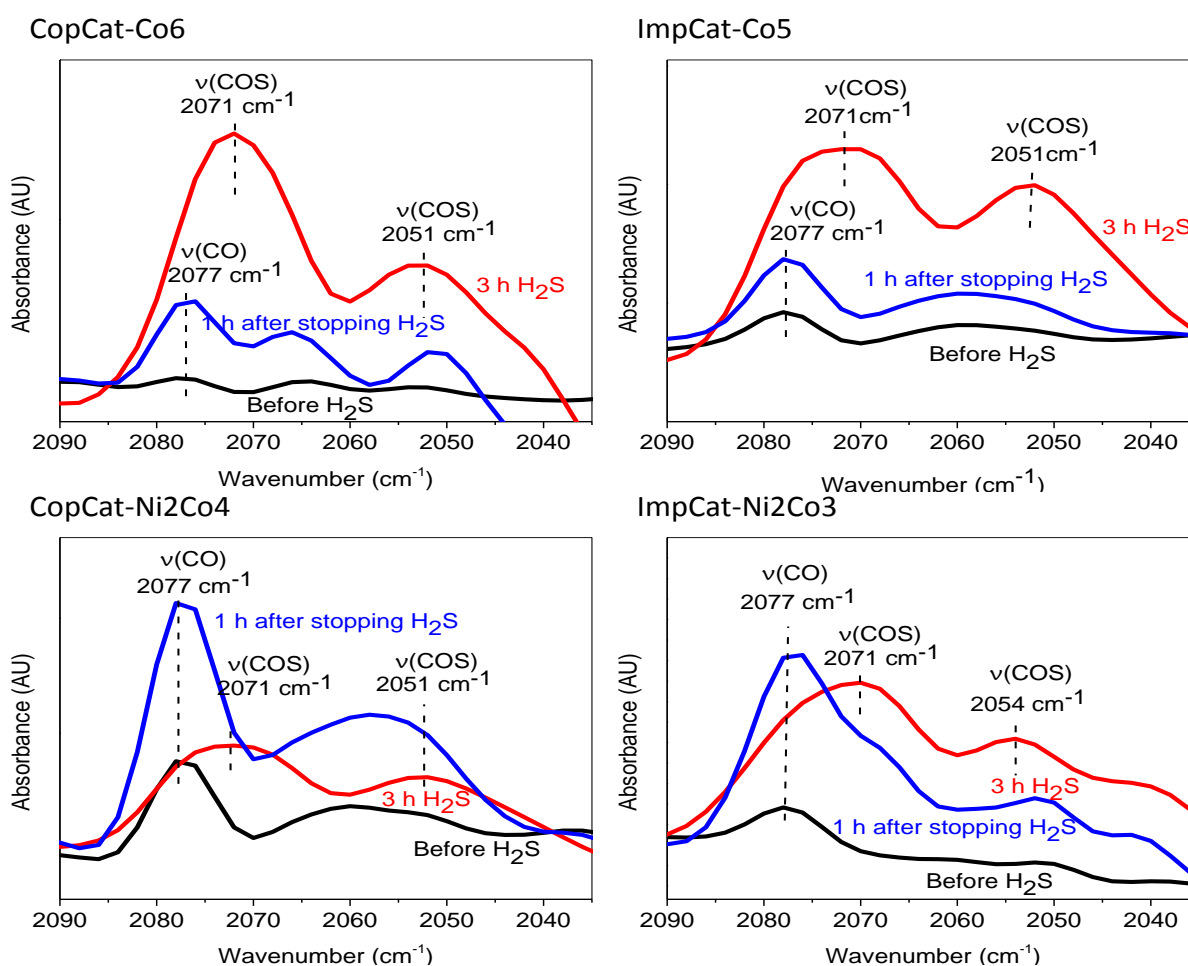 CopCat-Co6
ν(COS)
2071 cm-1
ν(COS)
2051 cm-1
ν(CO)
2077 cm-1
3 h H2S
1 h after stopping H2S
Before H2S
Absorbance (AU)
2090 2080 2070 2060 2050 2040
Wavenumber (cm-1)
ImpCat-Co5
ν(COS)
2071cm-1
ν(COS)
2051cm-1
ν(CO)
2077 cm-1
3 h H2S
1 h after stopping H2S
Before H2S
Absorbance (AU)
2090 2080 2070 2060 2050 2040
Wavenumber (cm-1)
CopCat-Ni2Co4
ν(CO)
2077 cm-1
1 h after stopping H2S
ν(COS)
2071 cm-1
ν(COS)
2051 cm-1
3 h H2S
Before H2S
Absorbance (AU)
2090 2080 2070 2060 2050 2040
Wavenumber (cm-1)
ImpCat-Ni2Co3
ν(CO)
2077 cm-1
ν(COS)
2071 cm-1
ν(COS)
2054 cm-1
3 h H2S
1 h after stopping H2S
Before H2S
Absorbance (AU)
2090 2080 2070 2060 2050 2040
Wavenumber (cm-1)